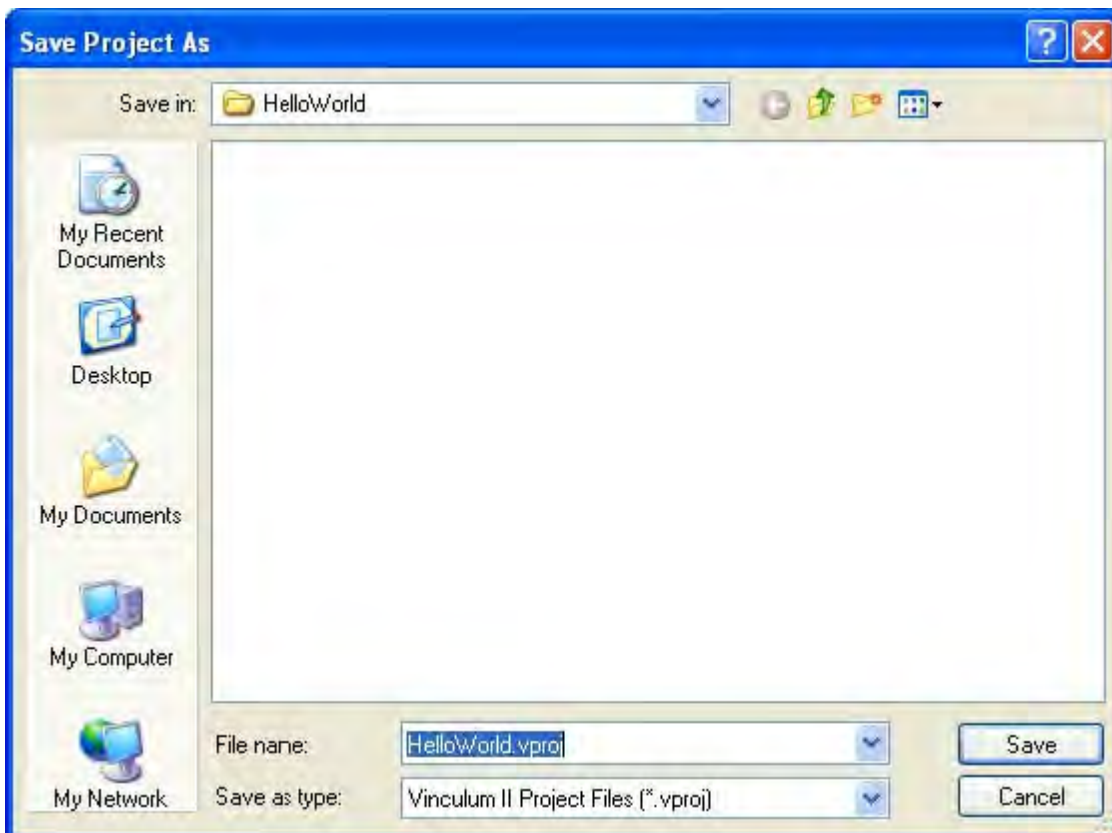 Save Project As
Save in:
HelloWorld
My Recent
Documents
Desktop
My Documents
My Computer
My Network
File name:
HelloWorld.vproj
Save
Save as type:
Vinculum II Project Files (*.vproj)
Cancel